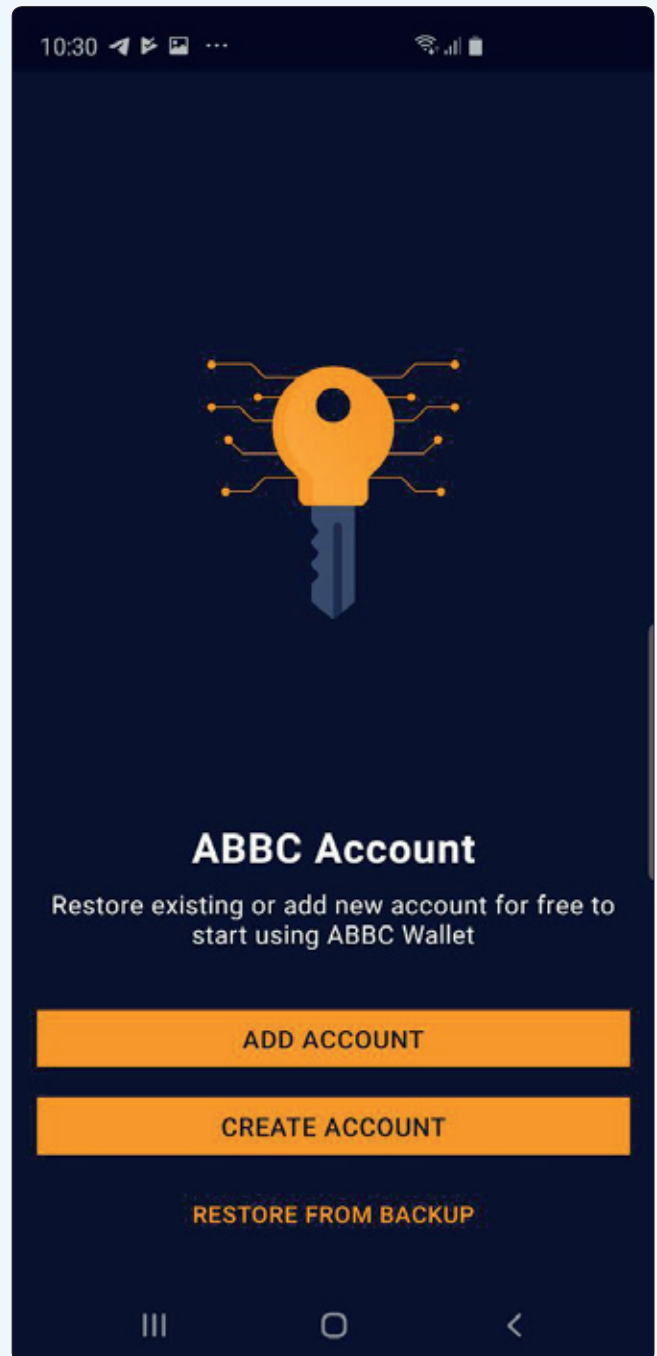 10:30
ABBC Account
Restore existing or add new account for free to
start using ABBC Wallet
ADD ACCOUNT
CREATE ACCOUNT
RESTORE FROM BACKUP